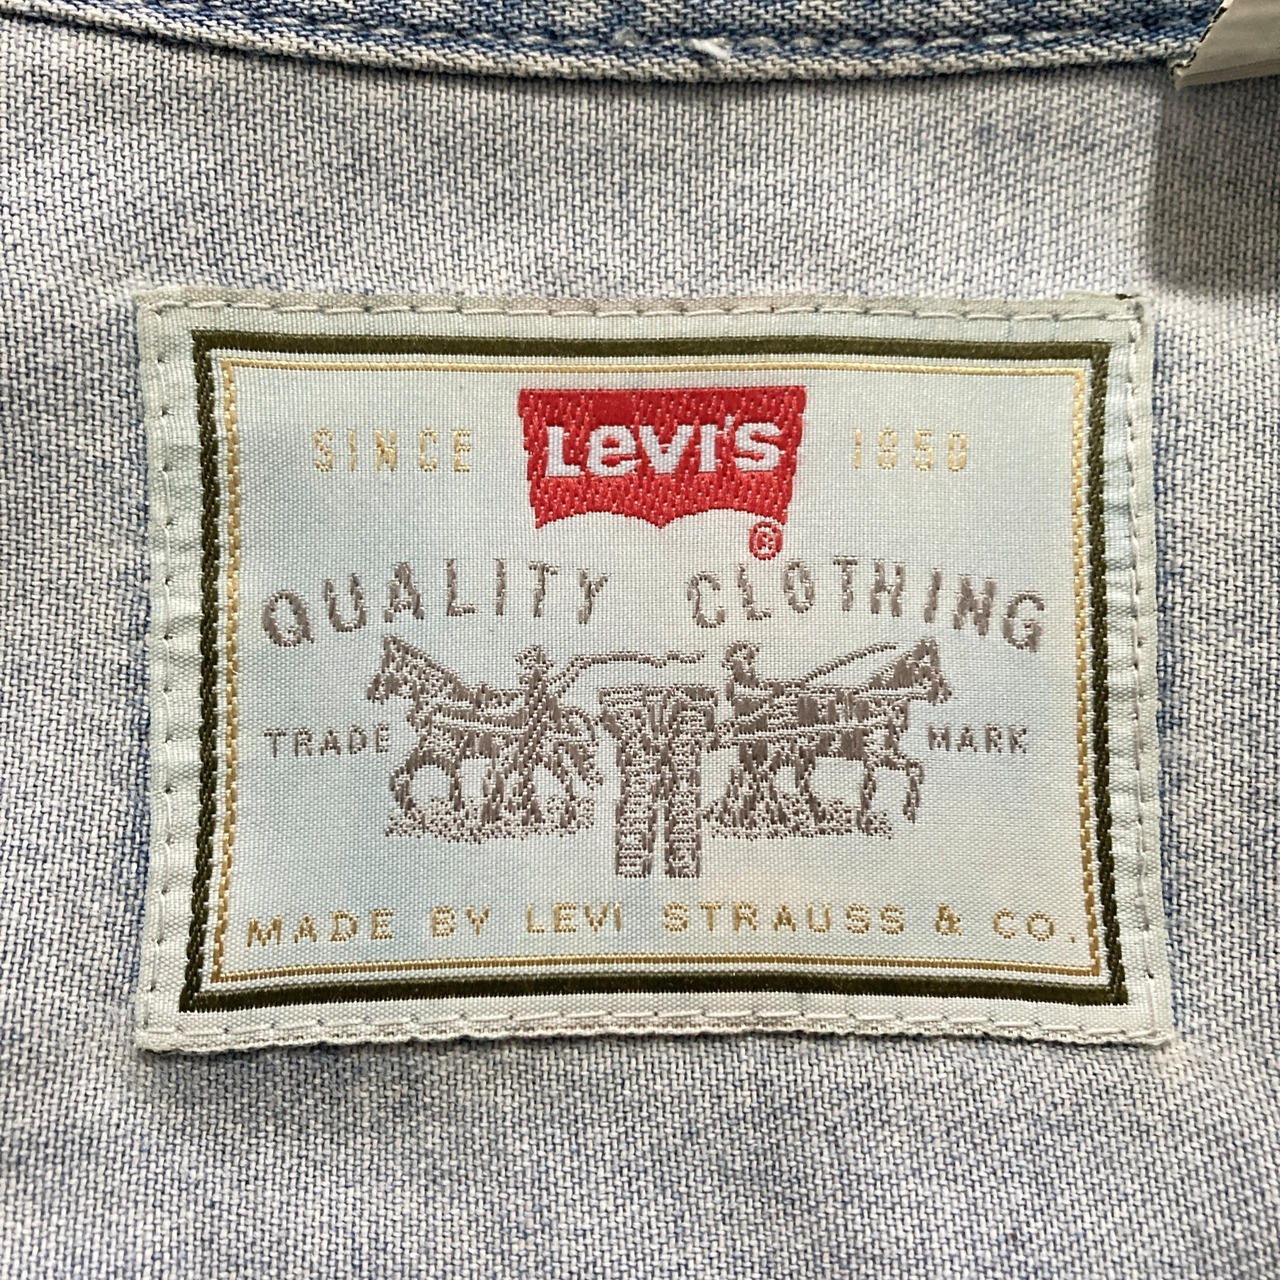 SINCE LEVI'S 1850
®
QUALITY CLOTHING
TRADE MARK
MADE BY LEVI STRAUSS & CO.